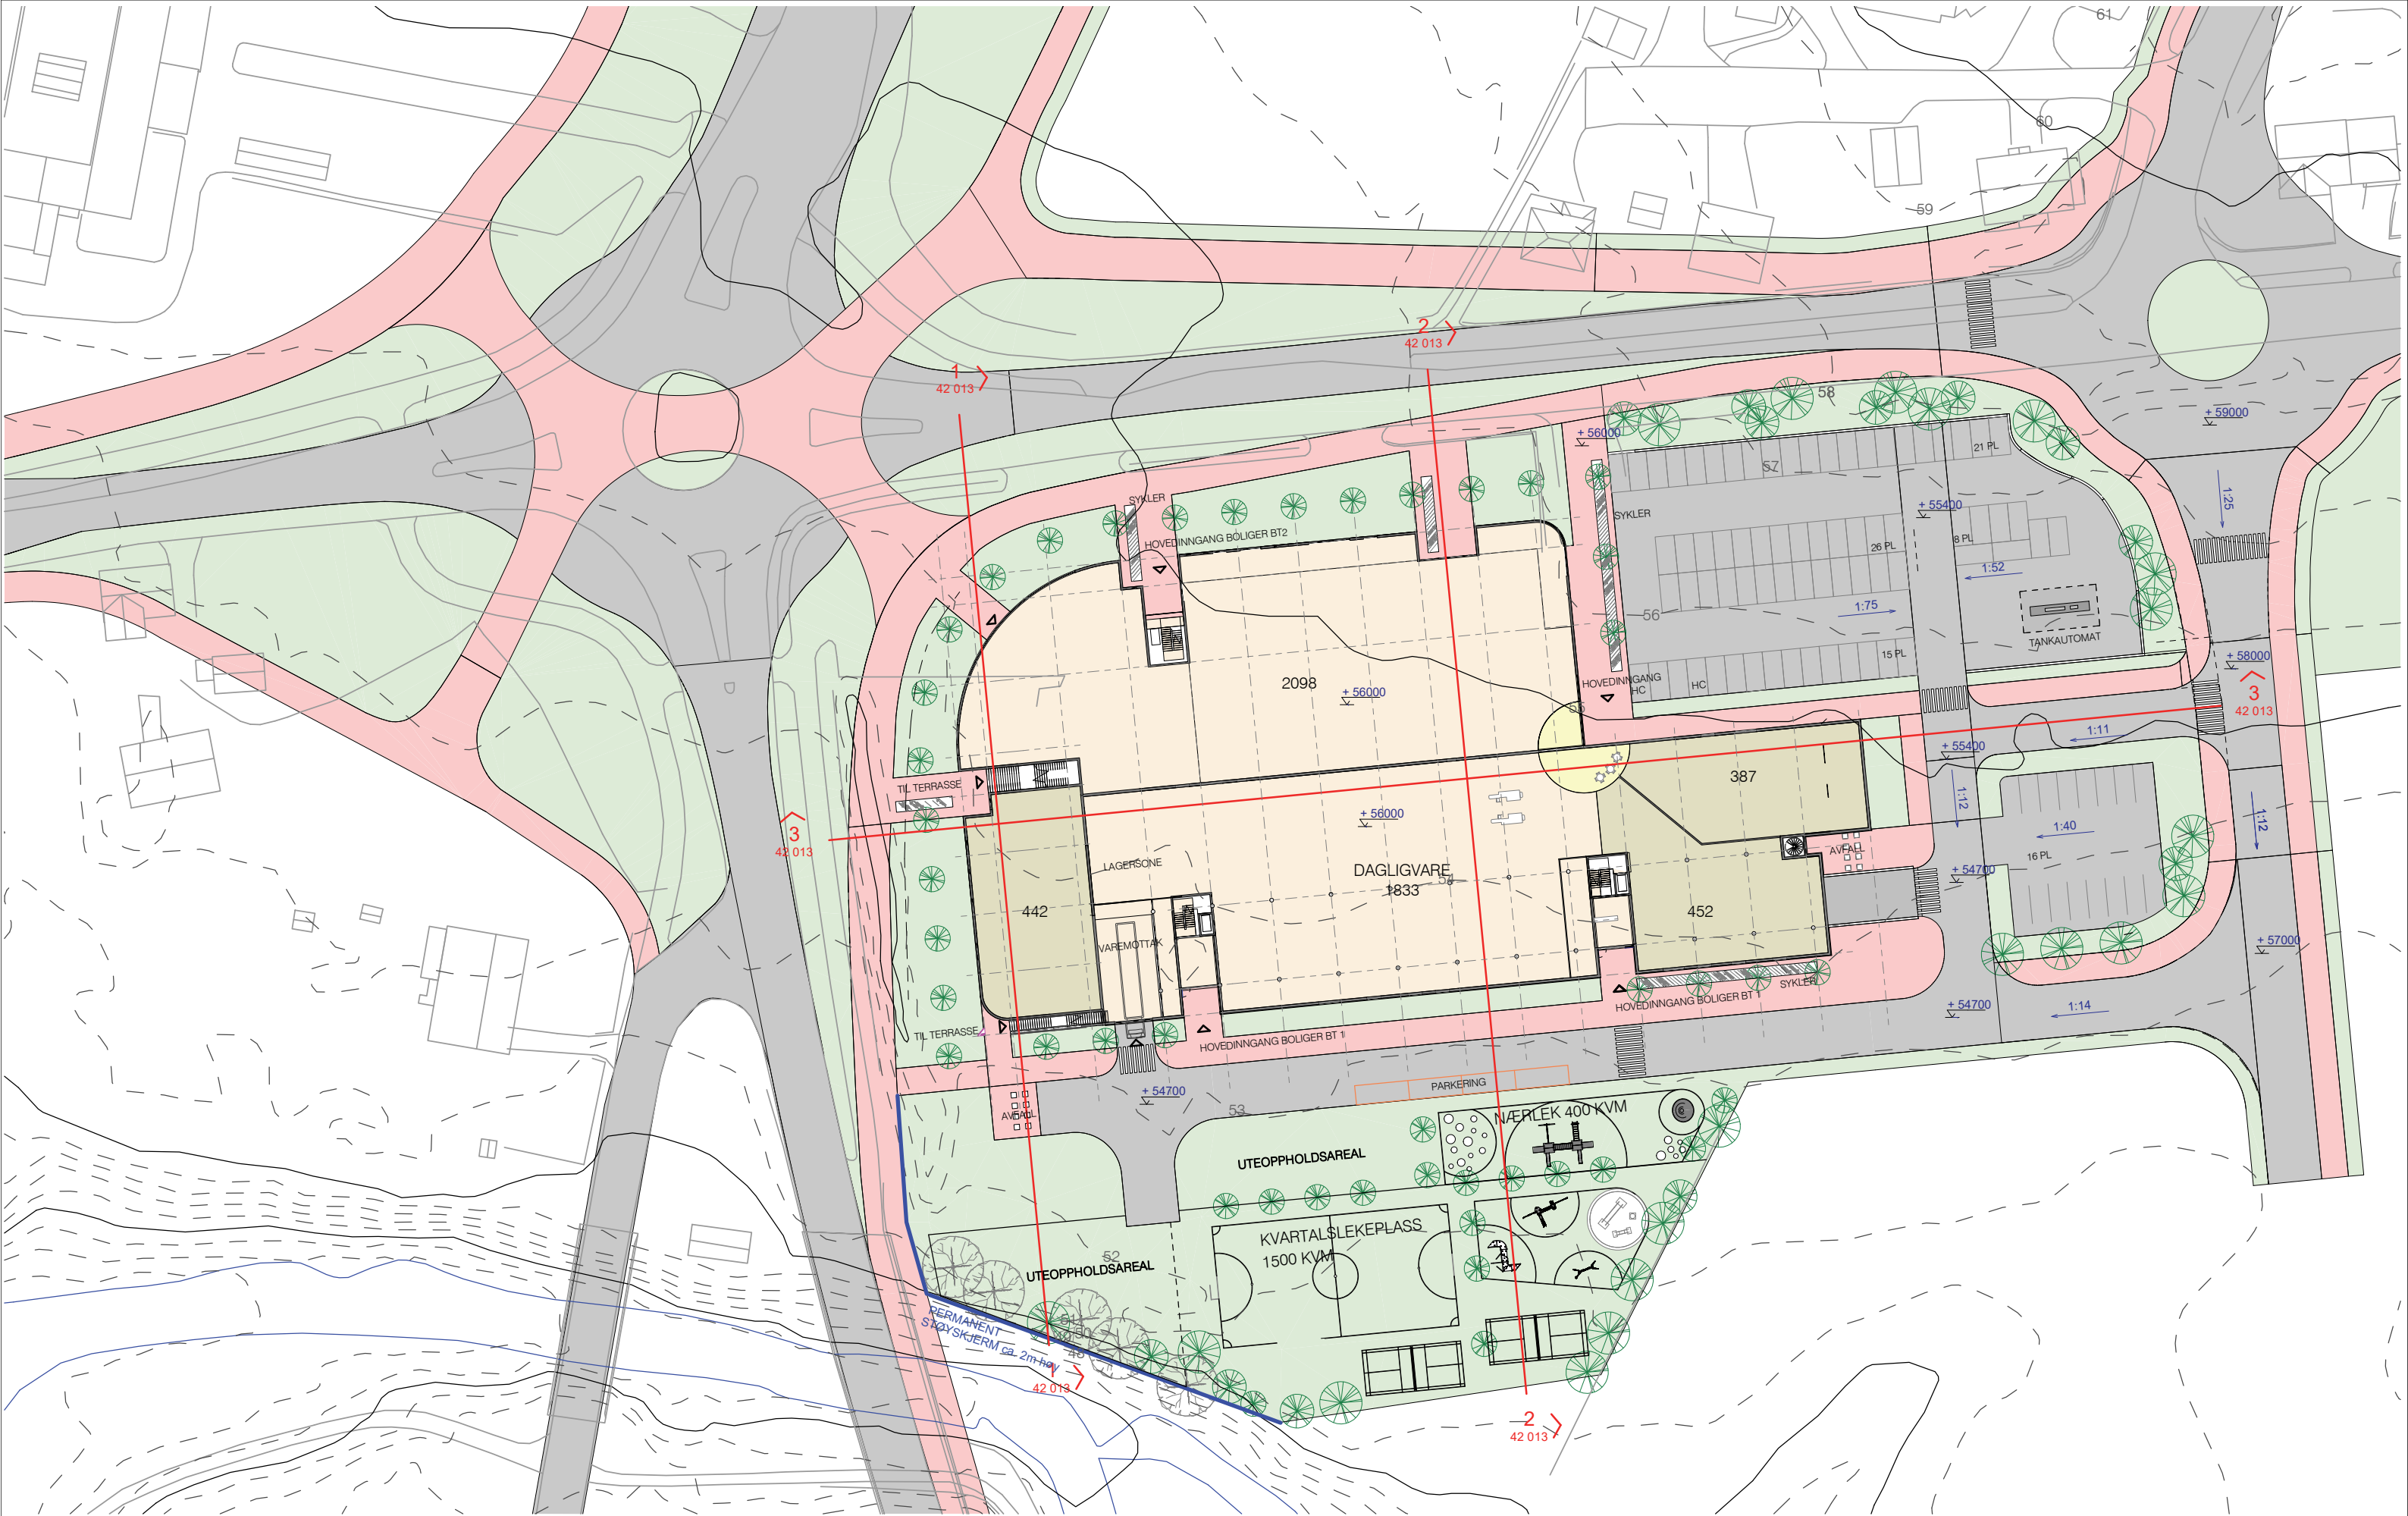 61
60
59
2
42 013
1
42 013
58
+ 59000
+ 56000
21 PL
57
1:25
SYKLER
+ 55400
SYKLER
HOVEDINNGANG BOLIGER BT2
26 PL
8 PL
1:52
1:75
56
TANKAUTOMAT
15 PL
+ 58000
2098
+ 56000
HOVEDINNGANG
HC
HC
3
42 013
55
1:11
+ 55400
387
TIL TERRASSE
1:12
1:12
+ 56000
3
42 013
1:40
16 PL
AVFALL
LAGERSONE
DAGLIGVARE
1833
54
+ 54700
442
452
VAREMOTTAK
+ 57000
SYKLER
HOVEDINNGANG BOLIGER BT 1
+ 54700
1:14
TIL TERRASSE
HOVEDINNGANG BOLIGER BT 1
PARKERING
+ 54700
53
AVFALL
NÆRLEK 400 KVM
UTEOPPHOLDSAREAL
KVARTALSLEKEPLASS
1500 KVM
52
UTEOPPHOLDSAREAL
PERMANENT
STØYSKJERM ca. 2m høy
51
1
42 013
2
42 013